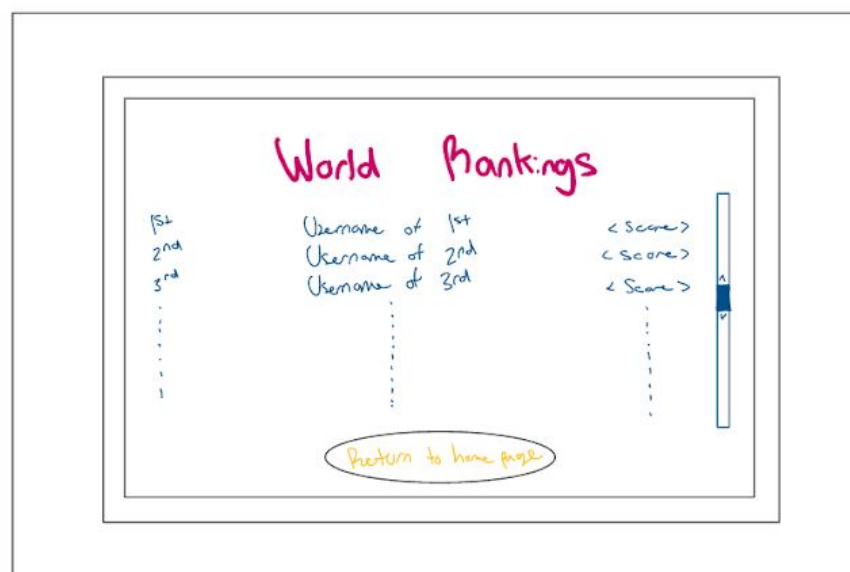 World Rankings
1st Username of 1st <Score>
2nd Username of 2nd <Score>
3rd Username of 3rd <Score>
Return to home page